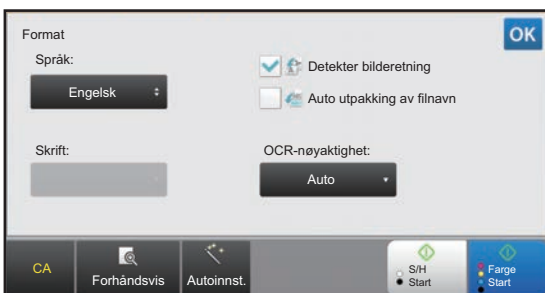 Format
OK
Språk:
Engelsk
Detekter bilderetning
Auto utpakking av filnavn
Skrift:
OCR-nøyaktighet:
Auto
CA
Forhåndsvis
Autoinnst.
S/H
Start
Farge
Start